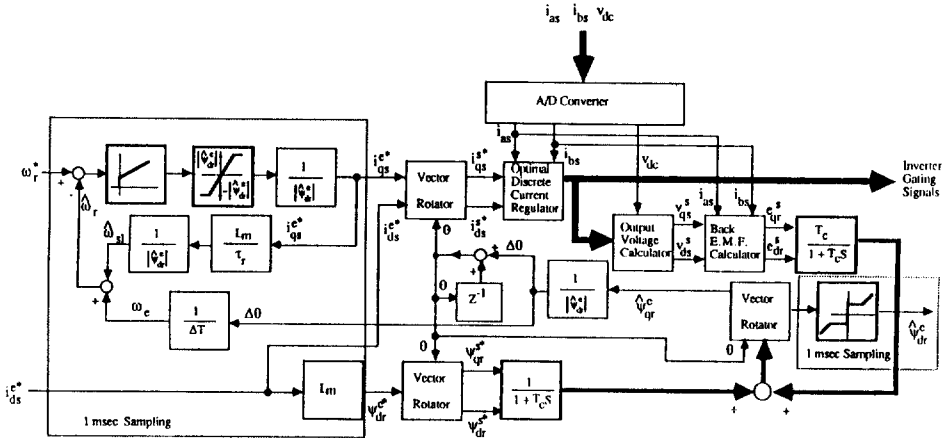 i_as i_bs v_dc
A/D Converter
i_as i_bs v_dc i_as i_bs
ω_r^* + -
|Ψ̂_dr^e| -|Ψ̂_dr^e|
1 / |Ψ̂_dr^e|
i_qs^e*
Vector Rotator
i_qs^s*
i_ds^s*
Optimal Discrete Current Regulator
Inverter Gating Signals
ω̂_r
ω̂_sl
1 / |Ψ̂_dr^e|
L_m / τ_r
i_qs^e*
i_ds^e*
θ
Output Voltage Calculator
v_qs^s
v_ds^s
Back E.M.F. Calculator
e_qr^s
e_dr^s
T_c / 1 + T_c S
+ +
Δθ
+
ω_e
1 / ΔT
Δθ
θ
Z^-1
1 / |Ψ̂_dr^e|
ψ̂_qr^e
Vector Rotator
θ
ψ̂_dr^e
1 msec Sampling
θ
i_ds^e*
L_m
ψ_dr^e*
Vector Rotator
ψ_qr^s*
ψ_dr^s*
1 / 1 + T_c S
+ +
1 msec Sampling